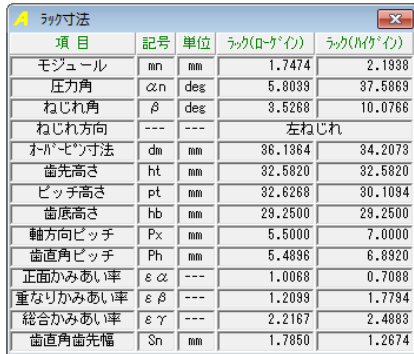 ラック寸法
項 目 記号 単位 ラック(ローゲイン) ラック(ハイゲイン)
モジュール mn mm 1.7474 2.1938
圧力角 αn deg 5.8039 37.5869
ねじれ角 β deg 3.5268 10.0766
ねじれ方向 --- --- 左ねじれ
オーバーピン寸法 dm mm 36.1364 34.2073
歯先高さ ht mm 32.5820 32.5820
ピッチ高さ pt mm 32.6268 30.1094
歯底高さ hb mm 29.2500 29.2500
軸方向ピッチ Px mm 5.5000 7.0000
歯直角ピッチ Ph mm 5.4896 6.8920
正面かみあい率 εα --- 1.0068 0.7088
重なりかみあい率 εβ --- 1.2099 1.7794
総合かみあい率 εγ --- 2.2167 2.4883
歯直角歯先幅 Sn mm 1.7850 1.2674